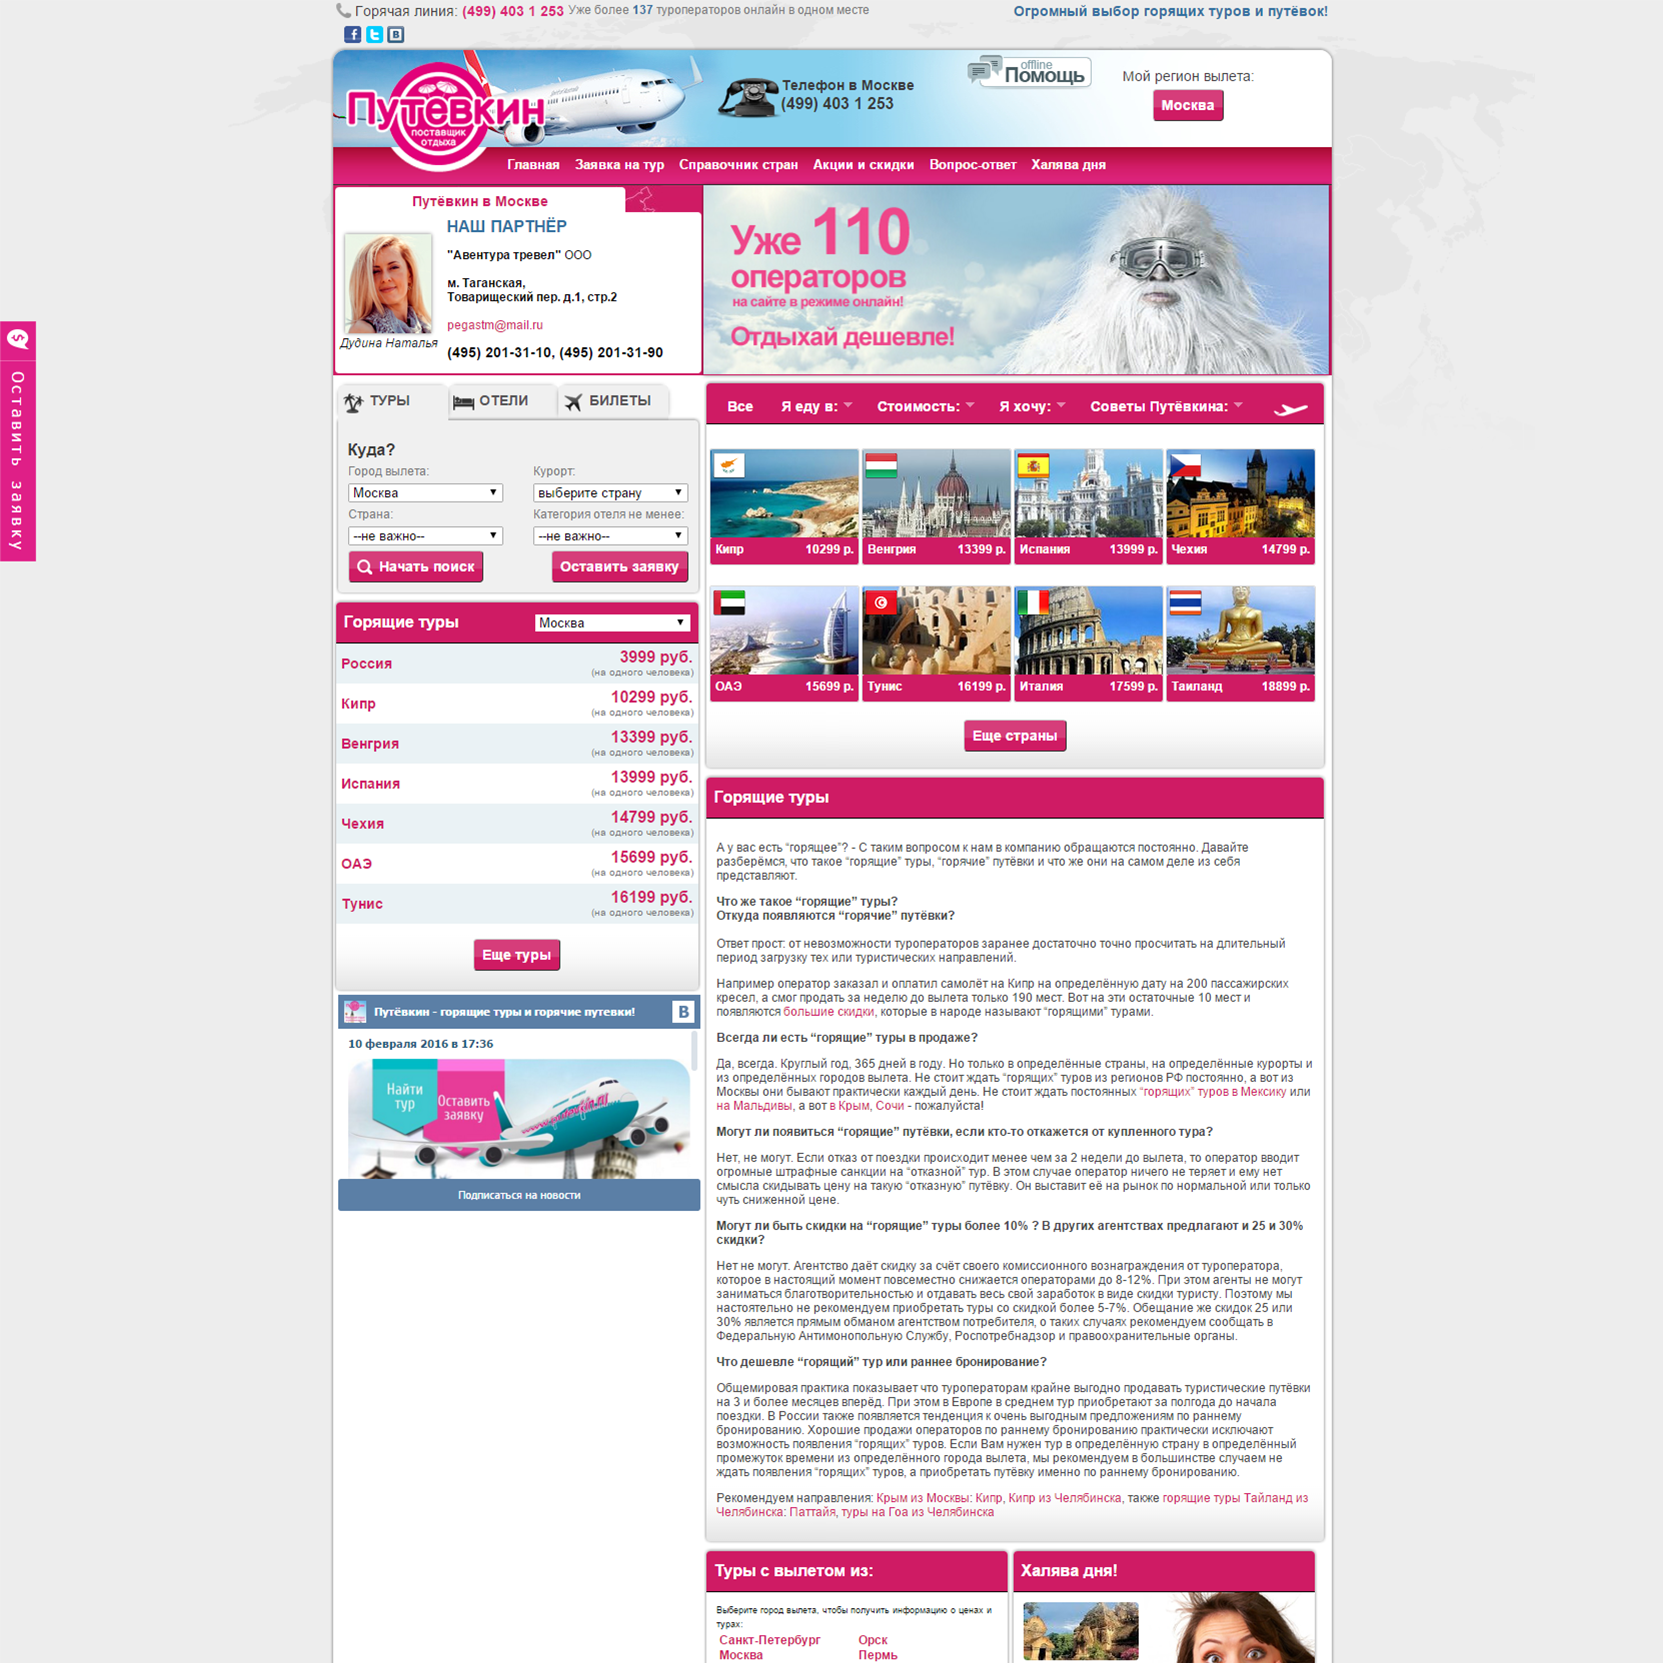 Горячая линия: (499) 403 1 253 Уже более 137 туроператоров онлайн в одном месте
Огромный выбор горящих туров и путёвок!
Путёвкин
поставщик
отдыха
Телефон в Москве
(499) 403 1 253
offline
Помощь
Мой регион вылета:
Москва
Главная Заявка на тур Справочник стран Акции и скидки Вопрос-ответ Халява дня
Путёвкин в Москве
НАШ ПАРТНЁР
"Авентура тревел" ООО
м. Таганская,
Товарищеский пер. д.1, стр.2
pegastm@mail.ru
Дудина Наталья
(495) 201-31-10, (495) 201-31-90
Уже 110
операторов
на сайте в режиме онлайн!
Отдыхай дешевле!
Оставить заявку
ТУРЫ ОТЕЛИ БИЛЕТЫ
Куда?
Город вылета: Курорт:
Москва выберите страну
Страна: Категория отеля не менее:
--не важно-- --не важно--
Начать поиск Оставить заявку
Горящие туры Москва
Россия 3999 руб.
(на одного человека)
Кипр 10299 руб.
(на одного человека)
Венгрия 13399 руб.
(на одного человека)
Испания 13999 руб.
(на одного человека)
Чехия 14799 руб.
(на одного человека)
ОАЭ 15699 руб.
(на одного человека)
Тунис 16199 руб.
(на одного человека)
Еще туры
Путёвкин - горящие туры и горячие путевки!
В
10 февраля 2016 в 17:36
Найти
тур
Оставить
заявку
Подписаться на новости
Все Я еду в: Стоимость: Я хочу: Советы Путёвкина:
Кипр 10299 р. Венгрия 13399 р. Испания 13999 р. Чехия 14799 р.
ОАЭ 15699 р. Тунис 16199 р. Италия 17599 р. Таиланд 18899 р.
Еще страны
Горящие туры
А у вас есть “горящее”? - С таким вопросом к нам в компанию обращаются постоянно. Давайте
разберёмся, что такое “горящие” туры, “горячие” путёвки и что же они на самом деле из себя
представляют.
Что же такое “горящие” туры?
Откуда появляются “горячие” путёвки?
Ответ прост: от невозможности туроператоров заранее достаточно точно просчитать на длительный
период загрузку тех или туристических направлений.
Например оператор заказал и оплатил самолёт на Кипр на определённую дату на 200 пассажирских
кресел, а смог продать за неделю до вылета только 190 мест. Вот на эти остаточные 10 мест и
появляются большие скидки, которые в народе называют “горящими” турами.
Всегда ли есть “горящие” туры в продаже?
Да, всегда. Круглый год, 365 дней в году. Но только в определённые страны, на определённые курорты и
из определённых городов вылета. Не стоит ждать “горящих” туров из регионов РФ постоянно, а вот из
Москвы они бывают практически каждый день. Не стоит ждать постоянных “горящих” туров в Мексику или
на Мальдивы, а вот в Крым, Сочи - пожалуйста!
Могут ли появиться “горящие” путёвки, если кто-то откажется от купленного тура?
Нет, не могут. Если отказ от поездки происходит менее чем за 2 недели до вылета, то оператор вводит
огромные штрафные санкции на “отказной” тур. В этом случае оператор ничего не теряет и ему нет
смысла скидывать цену на такую “отказную” путёвку. Он выставит её на рынок по нормальной или только
чуть сниженной цене.
Могут ли быть скидки на “горящие” туры более 10% ? В других агентствах предлагают и 25 и 30%
скидки?
Нет не могут. Агентство даёт скидку за счёт своего комиссионного вознаграждения от туроператора,
которое в настоящий момент повсеместно снижается операторами до 8-12%. При этом агенты не могут
заниматься благотворительностью и отдавать весь свой заработок в виде скидки туристу. Поэтому мы
настоятельно не рекомендуем приобретать туры со скидкой более 5-7%. Обещание же скидок 25 или
30% является прямым обманом агентством потребителя, о таких случаях рекомендуем сообщать в
Федеральную Антимонопольную Службу, Роспотребнадзор и правоохранительные органы.
Что дешевле “горящий” тур или раннее бронирование?
Общемировая практика показывает что туроператорам крайне выгодно продавать туристические путёвки
на 3 и более месяцев вперёд. При этом в Европе в среднем тур приобретают за полгода до начала
поездки. В России также появляется тенденция к очень выгодным предложениям по раннему
бронированию. Хорошие продажи операторов по раннему бронированию практически исключают
возможность появления “горящих” туров. Если Вам нужен тур в определённую страну в определённый
промежуток времени из определённого города вылета, мы рекомендуем в большинстве случаем не
ждать появления “горящих” туров, а приобретать путёвку именно по раннему бронированию.
Рекомендуем направления: Крым из Москвы: Кипр, Кипр из Челябинска, также горящие туры Тайланд из
Челябинска: Паттайя, туры на Гоа из Челябинска
Туры с вылетом из:
Выберите город вылета, чтобы получить информацию о ценах и
турах:
Санкт-Петербург Орск
Москва Пермь
Халява дня!